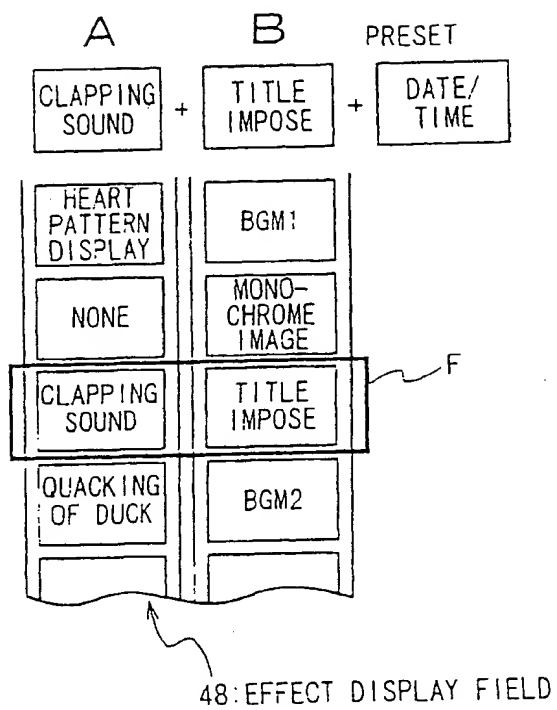 A B PRESET
CLAPPING SOUND + TITLE IMPOSE + DATE/ TIME
HEART PATTERN DISPLAY
BGM1
NONE
MONO-
CHROME
IMAGE
CLAPPING
SOUND
TITLE
IMPOSE
F
QUACKING
OF DUCK
BGM2
48:EFFECT DISPLAY FIELD